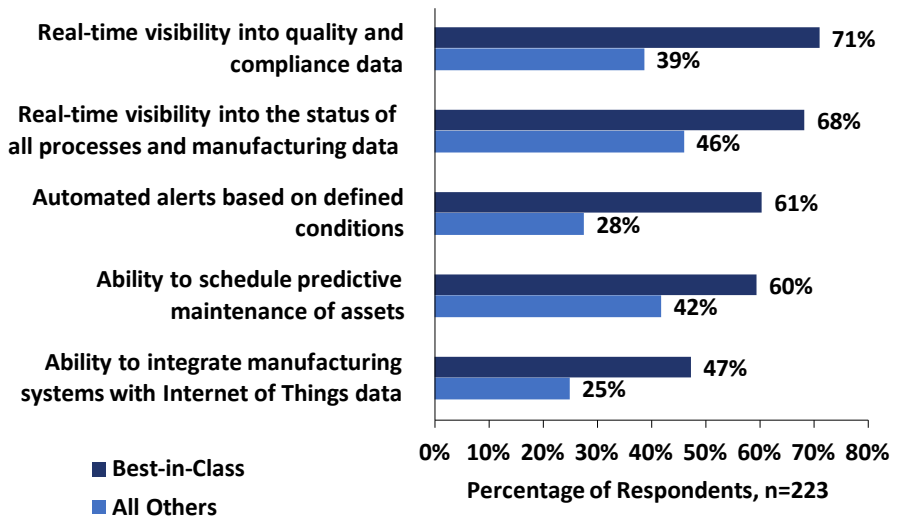 Real-time visibility into quality and
compliance data
71%
39%
Real-time visibility into the status of
all processes and manufacturing data
68%
46%
Automated alerts based on defined
conditions
61%
28%
Ability to schedule predictive
maintenance of assets
60%
42%
Ability to integrate manufacturing
systems with Internet of Things data
47%
25%
0% 10% 20% 30% 40% 50% 60% 70% 80%
Percentage of Respondents, n=223
Best-in-Class
All Others